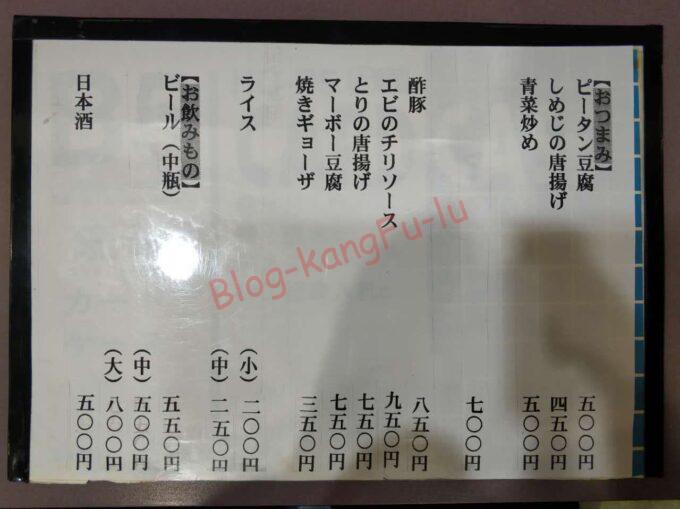 【おつまみ】
ピータン豆腐 五〇〇円
しめじの唐揚げ 四五〇円
青菜炒め 五〇〇円
七〇〇円
酢豚 八五〇円
エビのチリソース 九五〇円
とりの唐揚げ 七五〇円
マーボー豆腐 七五〇円
焼きギョーザ 三五〇円
ライス （小） 二〇〇円
（中） 二五〇円
【お飲みもの】
ビール（中瓶） 五五〇円
（中） 五〇〇円
（大） 八〇〇円
日本酒 五〇〇円
Blog-kangFu-lu